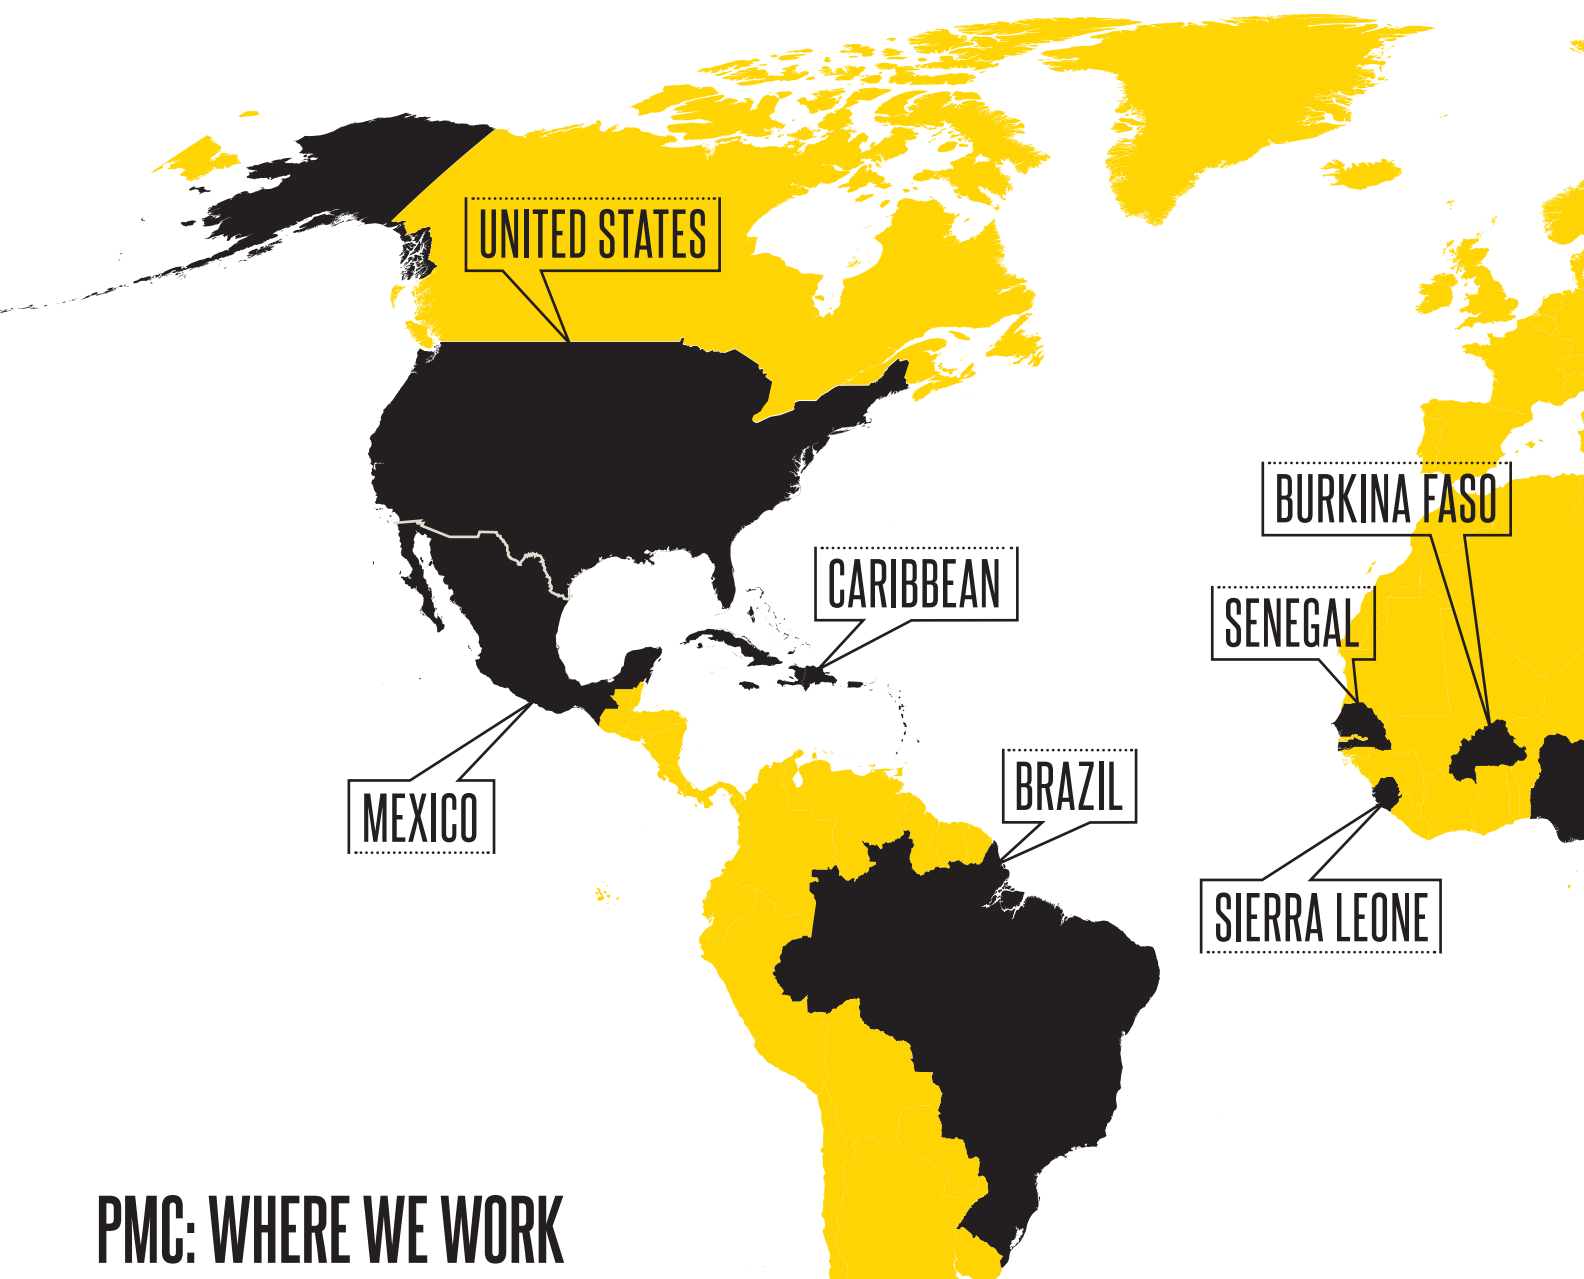 UNITED STATES
BURKINA FASO
CARIBBEAN
SENEGAL
BRAZIL
MEXICO
SIERRA LEONE
PMC: WHERE WE WORK